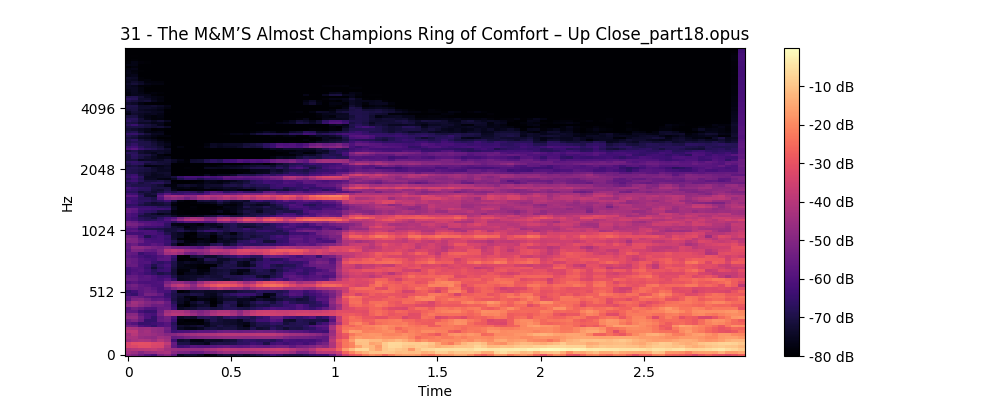 31 - The M&M’S Almost Champions Ring of Comfort – Up Close_part18.opus
4096
2048
1024
512
0
Hz
0
0.5
1
1.5
2
2.5
Time
-10 dB
-20 dB
-30 dB
-40 dB
-50 dB
-60 dB
-70 dB
-80 dB